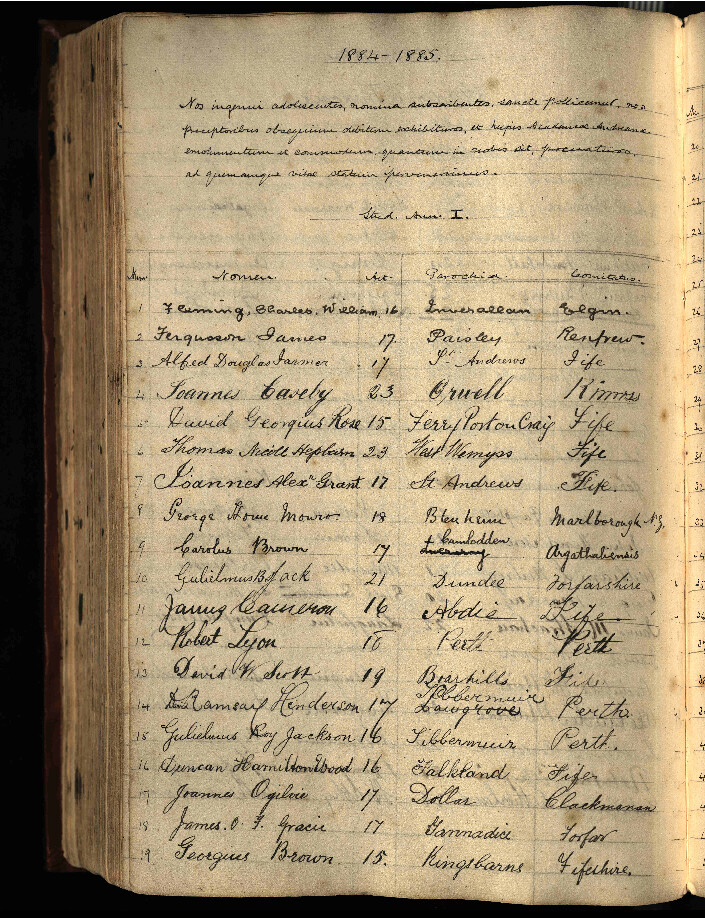 1884-1885.
Nos ingenui adolescentes, nomina subscribentes, sancte pollicemur, nos
praeceptoribus obsequium debitum exhibituros, et hujus Academiae Andreanae
emolumentum et commodum, quantum in nobis sit, procuraturos,
ad quemcunque vitae statum pervenerimus.
Stud. Ann. I.
Num. Nomen. Aet. Parochia. Comitatus.
1 Fleming, Charles, William, 16 Inverallan Elgin.
2 Fergusson James 17. Paisley Renfrew.
3 Alfred Douglas Farmer 17 St. Andrews Fife
4 Joannes Caseby 23 Orwell Kinross
5 David Georgius Rose 15 Ferry Port on Craig Fife
6 Thomas Nicoll Hepburn 23 West Wemyss Fife
7 Joannes Alexr Grant 17 St Andrews Fife.
8 George Howe Monro 18 Blenheim Marlborough N.Z.
9 Carolus Brown 17 Camlodden Argathaliensis
10 Gulielmus B. Jack 21 Dundee Forfarshire
11 James Cameron 16 Abdie Fife
12 Robert Lyon Perth Perth
13 David W. Scott 19 Boarhills Fife
14 Ramsay Henderson 17 Tibbermuir Lawgrove Perth.
15 Gulielmus Roy Jackson 16 Tibbermuir Perth.
16 Duncan Hamilton Wood 16 Falkland Fife
17 Joannes Ogilvie 17 Dollar Clackmanan
18 James. O. F. Gracie 17 Tannadice Forfar
19 Georgius Brown. 15. Kingsbarns Fifeshire.